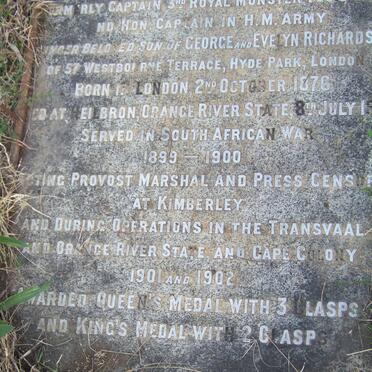 CAPTAIN 3RD ROYAL MUNSTER
AND HON. CAPTAIN IN H.M. ARMY
BELOVED SON OF GEORGE AND EVELYN RICHARDS
OF 57 WESTBOURNE TERRACE, HYDE PARK, LONDON
BORN IN LONDON 2ND OCTOBER 1876
AT HEILBRON, ORANGE RIVER STATE, 8TH JULY
SERVED IN SOUTH AFRICAN WAR
1899 — 1900
PROVOST MARSHAL AND PRESS CENSOR
AT KIMBERLEY
AND DURING OPERATIONS IN THE TRANSVAAL
AND ORANGE RIVER STATE AND CAPE COLONY
1901 AND 1902
AWARDED QUEEN'S MEDAL WITH 3 CLASPS
AND KING'S MEDAL WITH 2 CLASPS